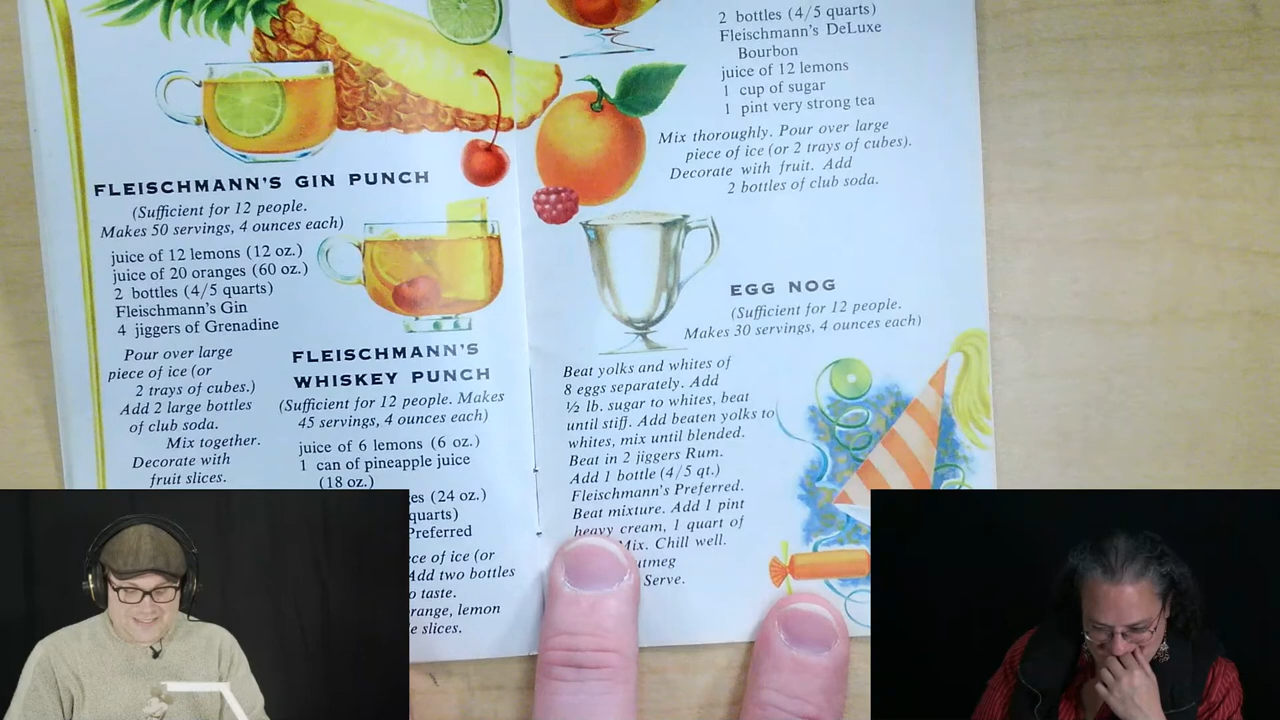 FLEISCHMANN'S GIN PUNCH
(Sufficient for 12 people.
Makes 50 servings, 4 ounces each)
juice of 12 lemons (12 oz.)
juice of 20 oranges (60 oz.)
2 bottles (4/5 quarts)
Fleischmann's Gin
4 jiggers of Grenadine
Pour over large
piece of ice (or
2 trays of cubes.)
Add 2 large bottles
of club soda.
Mix together.
Decorate with
fruit slices.
FLEISCHMANN'S
WHISKEY PUNCH
(Sufficient for 12 people. Makes
45 servings, 4 ounces each)
juice of 6 lemons (6 oz.)
1 can of pineapple juice
(18 oz.)
(24 oz.)
quarts)
Preferred
of ice (or
Add two bottles
taste.
lemon
slices.
2 bottles (4/5 quarts)
Fleischmann's DeLuxe
Bourbon
juice of 12 lemons
1 cup of sugar
1 pint very strong tea
Mix thoroughly. Pour over large
piece of ice (or 2 trays of cubes).
Decorate with fruit. Add
2 bottles of club soda.
EGG NOG
(Sufficient for 12 people.
Makes 30 servings, 4 ounces each)
Beat yolks and whites of
8 eggs separately. Add
½ lb. sugar to whites, beat
until stiff. Add beaten yolks to
whites, mix until blended.
Beat in 2 jiggers Rum.
Add 1 bottle (4/5 qt.)
Fleischmann's Preferred.
Beat mixture. Add 1 pint
heavy cream, 1 quart of
Mix. Chill well.
Serve.